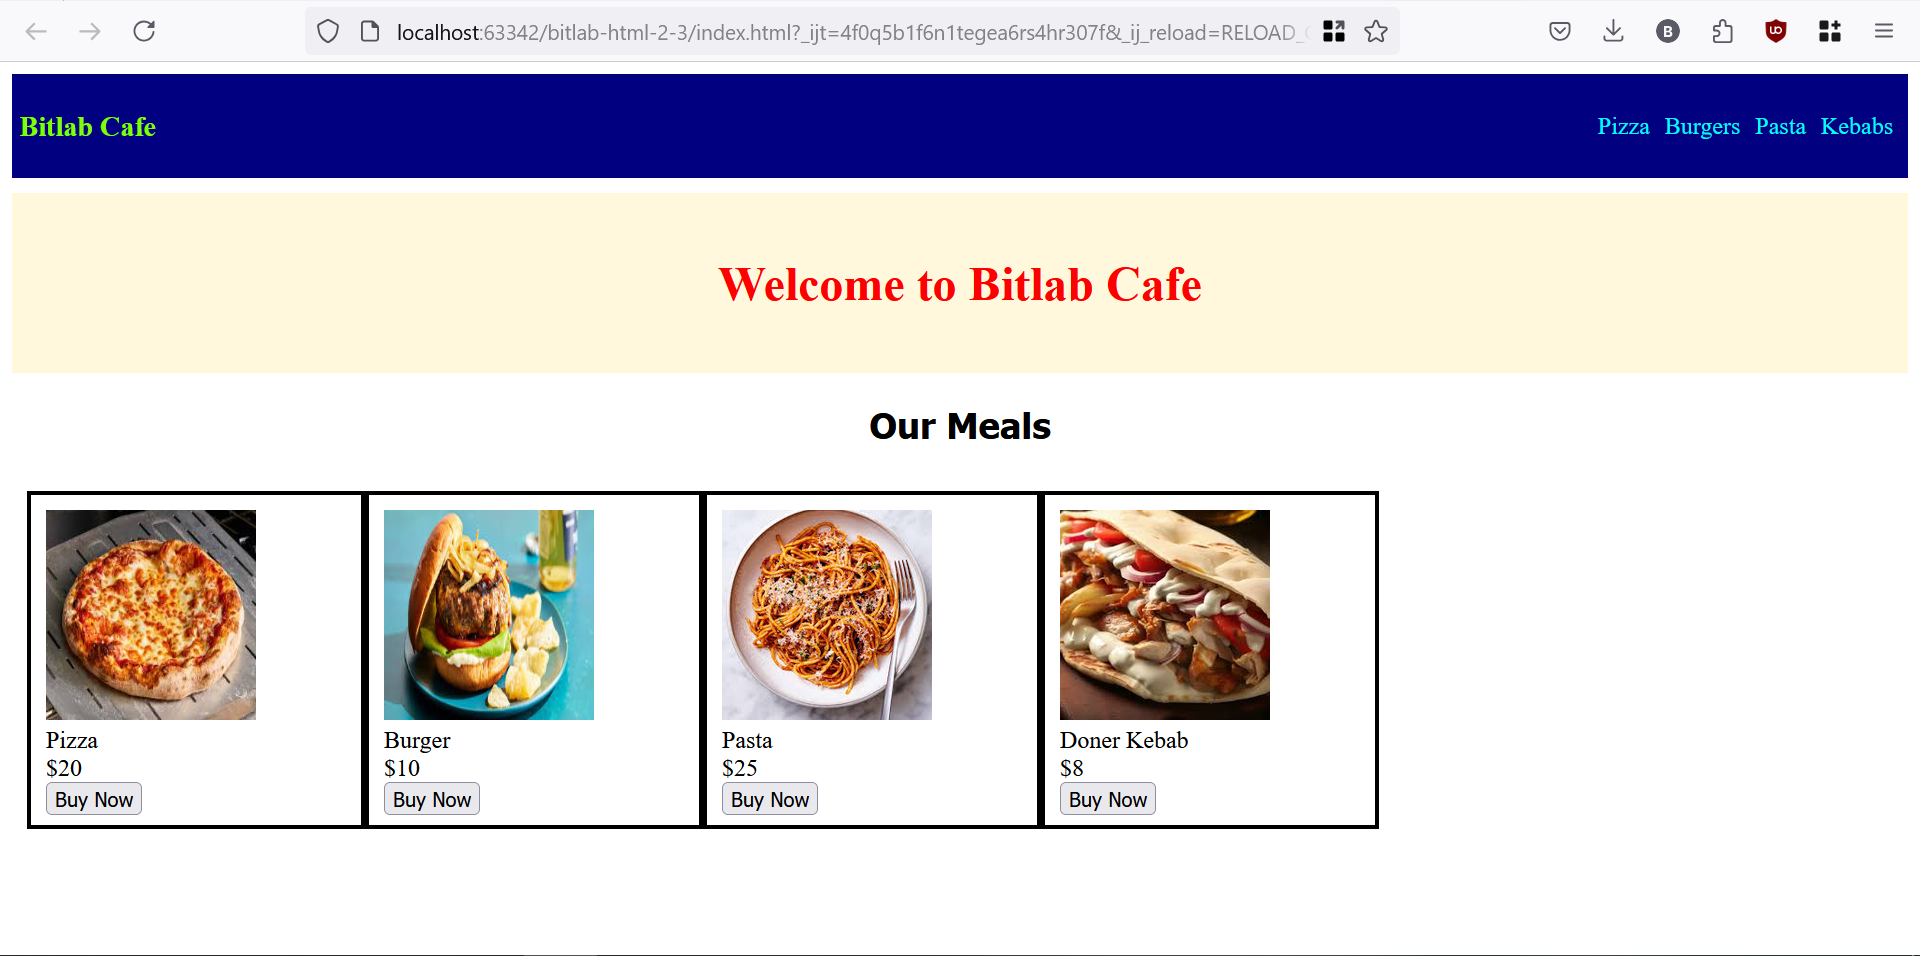 localhost:63342/bitlab-html-2-3/index.html?_ijt=4f0q5b1f6n1tegea6rs4hr307f&_ij_reload=RELOAD_
B
Bitlab Cafe
Pizza Burgers Pasta Kebabs
Welcome to Bitlab Cafe
Our Meals
Pizza
$20
Buy Now
Burger
$10
Buy Now
Pasta
$25
Buy Now
Doner Kebab
$8
Buy Now